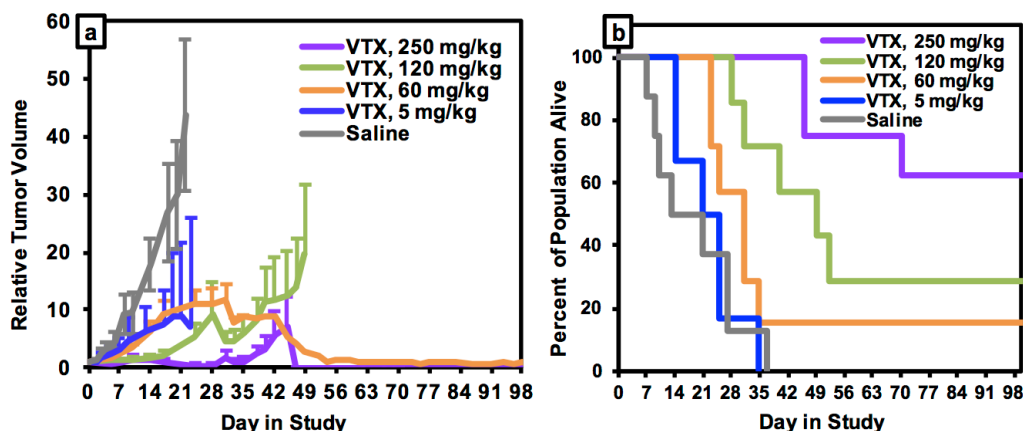 a
60
50
40
30
20
10
0
Relative Tumor Volume
VTX, 250 mg/kg
VTX, 120 mg/kg
VTX, 60 mg/kg
VTX, 5 mg/kg
Saline
0 7 14 21 28 35 42 49 56 63 70 77 84 91 98
Day in Study
b
100
80
60
40
20
0
Percent of Population Alive
VTX, 250 mg/kg
VTX, 120 mg/kg
VTX, 60 mg/kg
VTX, 5 mg/kg
Saline
0 7 14 21 28 35 42 49 56 63 70 77 84 91 98
Day in Study